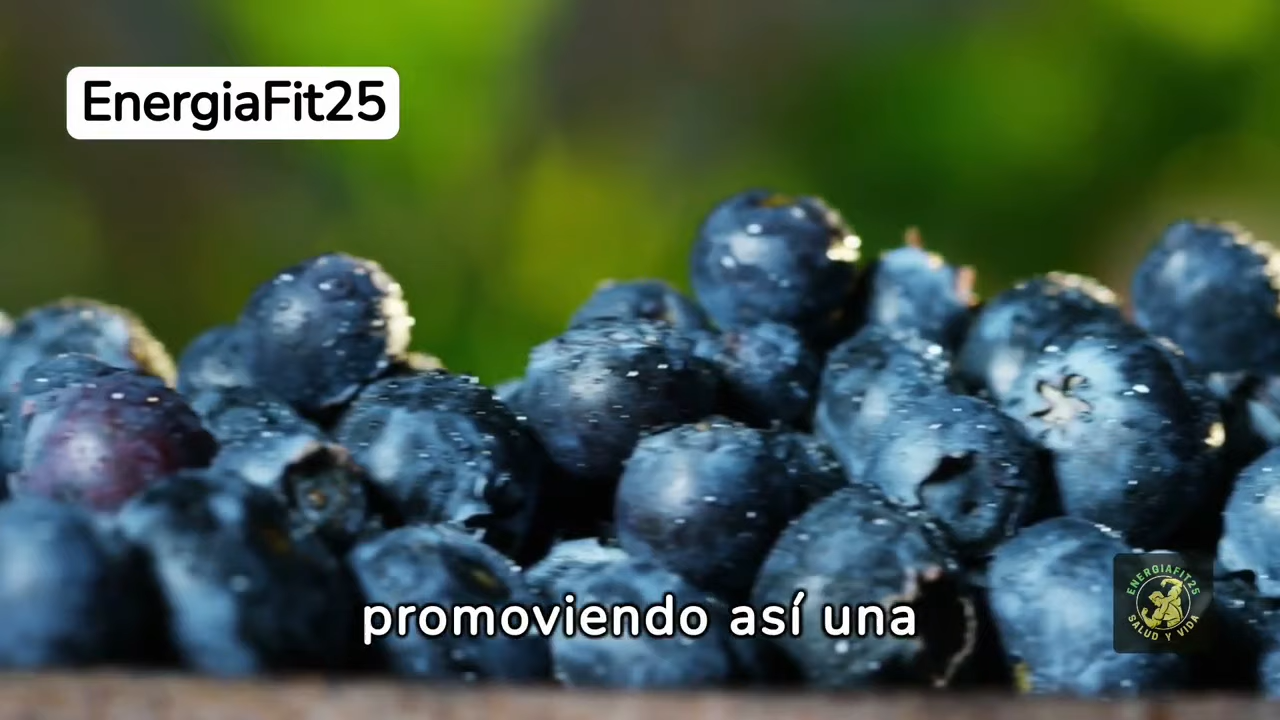 EnergiaFit25
promoviendo así una
ENERGIAFIT25
SALUD Y VIDA